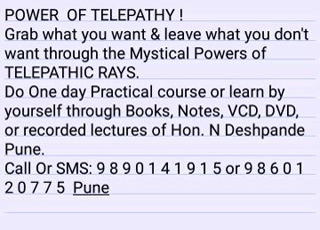 POWER  OF TELEPATHY !
Grab what you want & leave what you don't
want through the Mystical Powers of
TELEPATHIC RAYS.
Do One day Practical course or learn by
yourself through Books, Notes, VCD, DVD,
or recorded lectures of Hon. N Deshpande
Pune.
Call Or SMS: 9 8 9 0 1 4 1 9 1 5 or 9 8 6 0 1
2 0 7 7 5  Pune